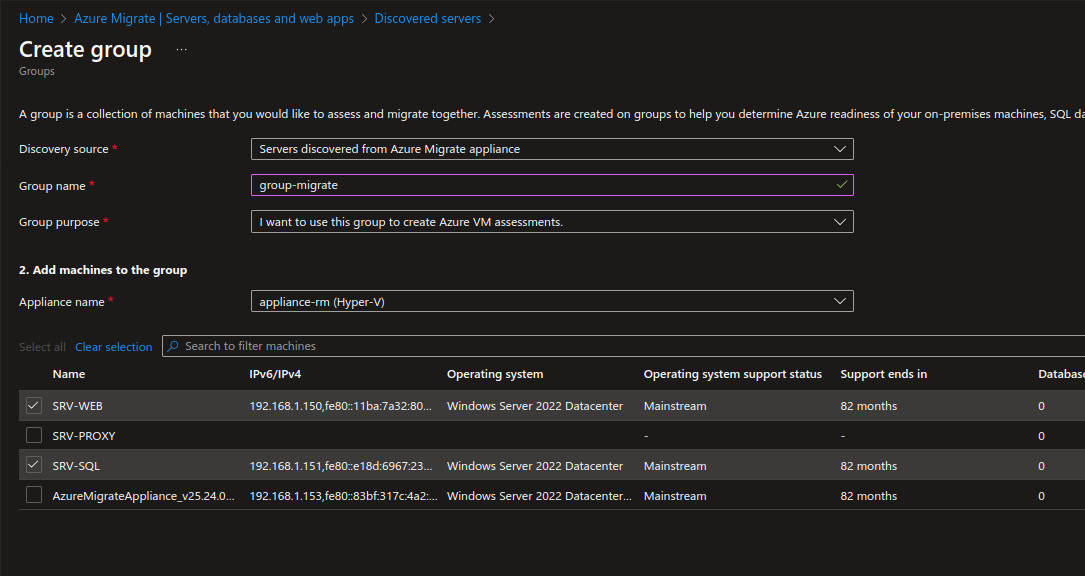 Home > Azure Migrate | Servers, databases and web apps > Discovered servers >
Create group ...
Groups
A group is a collection of machines that you would like to assess and migrate together. Assessments are created on groups to help you determine Azure readiness of your on-premises machines, SQL da
Discovery source * Servers discovered from Azure Migrate appliance
Group name * group-migrate
Group purpose * I want to use this group to create Azure VM assessments.
2. Add machines to the group
Appliance name * appliance-rm (Hyper-V)
Select all Clear selection Search to filter machines
Name IPv6/IPv4 Operating system Operating system support status Support ends in Database
SRV-WEB 192.168.1.150,fe80::11ba:7a32:80... Windows Server 2022 Datacenter Mainstream 82 months 0
SRV-PROXY - - 0
SRV-SQL 192.168.1.151,fe80::e18d:6967:23... Windows Server 2022 Datacenter Mainstream 82 months 0
AzureMigrateAppliance_v25.24.0... 192.168.1.153,fe80::83bf:317c:4a2:... Windows Server 2022 Datacenter... Mainstream 82 months 0